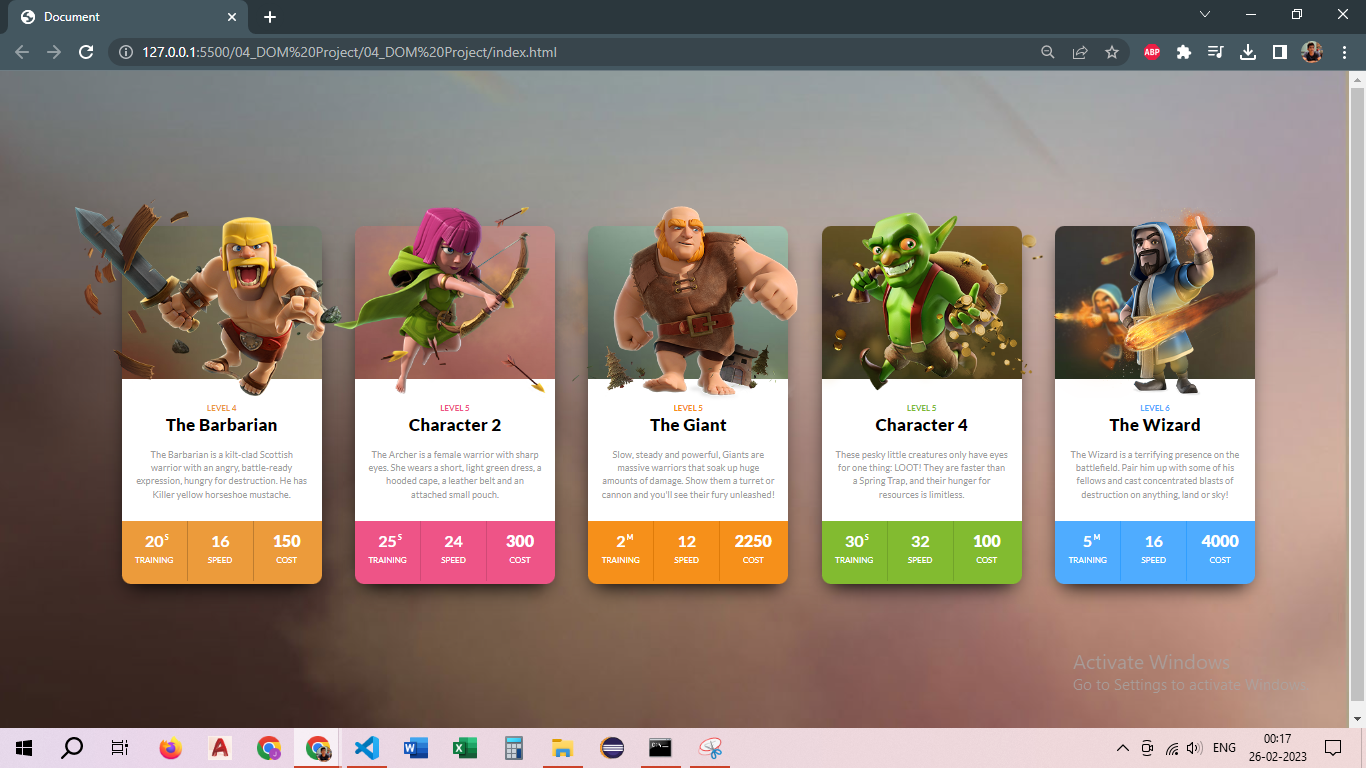 Document
127.0.0.1:5500/04_DOM%20Project/04_DOM%20Project/index.html
ABP
LEVEL 4
The Barbarian
The Barbarian is a kilt-clad Scottish
warrior with an angry, battle-ready
expression, hungry for destruction. He has
Killer yellow horseshoe mustache.
20S 16 150
TRAINING SPEED COST
LEVEL 5
Character 2
The Archer is a female warrior with sharp
eyes. She wears a short, light green dress, a
hooded cape, a leather belt and an
attached small pouch.
25S 24 300
TRAINING SPEED COST
LEVEL 5
The Giant
Slow, steady and powerful, Giants are
massive warriors that soak up huge
amounts of damage. Show them a turret or
cannon and you'll see their fury unleashed!
2M 12 2250
TRAINING SPEED COST
LEVEL 5
Character 4
These pesky little creatures only have eyes
for one thing: LOOT! They are faster than
a Spring Trap, and their hunger for
resources is limitless.
30S 32 100
TRAINING SPEED COST
LEVEL 6
The Wizard
The Wizard is a terrifying presence on the
battlefield. Pair him up with some of his
fellows and cast concentrated blasts of
destruction on anything, land or sky!
5M 16 4000
TRAINING SPEED COST
Activate Windows
Go to Settings to activate Windows.
ENG
00:17
26-02-2023